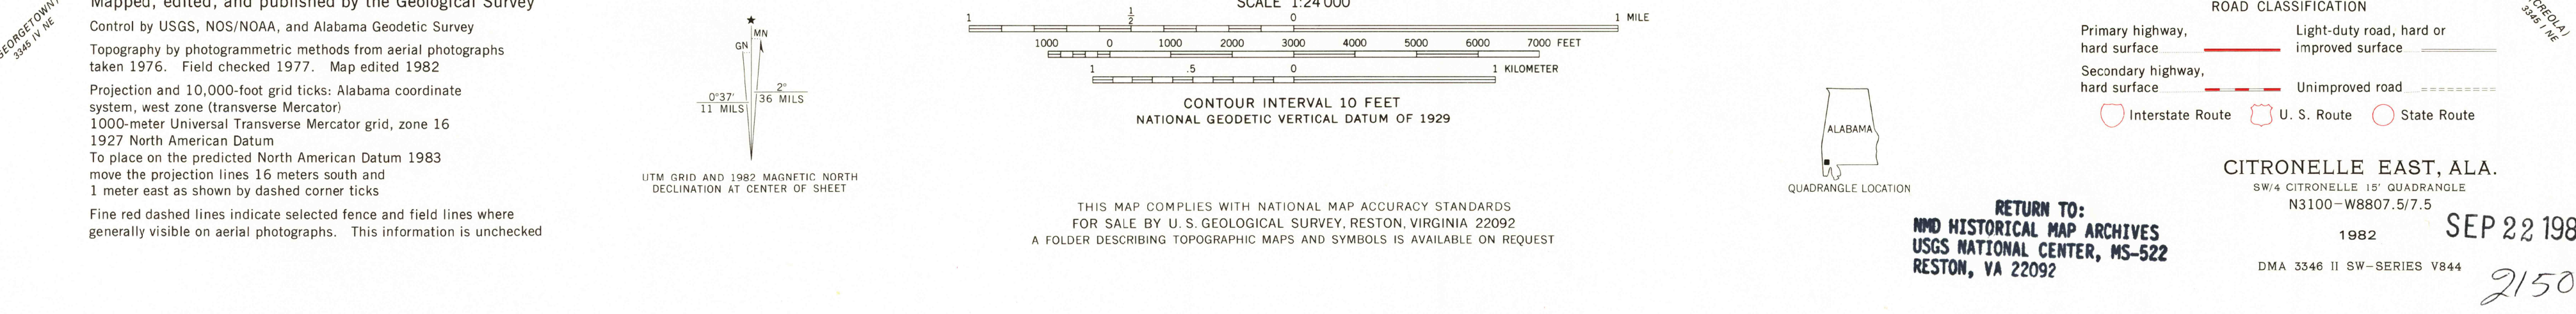 Mapped, edited, and published by the Geological Survey
Control by USGS, NOS/NOAA, and Alabama Geodetic Survey
Topography by photogrammetric methods from aerial photographs
taken 1976. Field checked 1977. Map edited 1982
Projection and 10,000-foot grid ticks: Alabama coordinate
system, west zone (transverse Mercator)
1000-meter Universal Transverse Mercator grid, zone 16
1927 North American Datum
To place on the predicted North American Datum 1983
move the projection lines 16 meters south and
1 meter east as shown by dashed corner ticks
Fine red dashed lines indicate selected fence and field lines where
generally visible on aerial photographs. This information is unchecked
GEORGETOWN
3345 IV NE
★
MN
GN
0°37'
11 MILS
2°
36 MILS
UTM GRID AND 1982 MAGNETIC NORTH
DECLINATION AT CENTER OF SHEET
SCALE 1:24 000
1 ½ 0 1 MILE
1000 0 1000 2000 3000 4000 5000 6000 7000 FEET
1 .5 0 1 KILOMETER
CONTOUR INTERVAL 10 FEET
NATIONAL GEODETIC VERTICAL DATUM OF 1929
THIS MAP COMPLIES WITH NATIONAL MAP ACCURACY STANDARDS
FOR SALE BY U. S. GEOLOGICAL SURVEY, RESTON, VIRGINIA 22092
A FOLDER DESCRIBING TOPOGRAPHIC MAPS AND SYMBOLS IS AVAILABLE ON REQUEST
ALABAMA
QUADRANGLE LOCATION
RETURN TO:
NMD HISTORICAL MAP ARCHIVES
USGS NATIONAL CENTER, MS-522
RESTON, VA 22092
ROAD CLASSIFICATION
Primary highway,
hard surface
Light-duty road, hard or
improved surface
Secondary highway,
hard surface
Unimproved road
Interstate Route
U. S. Route
State Route
(CREOLA)
3345 I NE
CITRONELLE EAST, ALA.
SW/4 CITRONELLE 15' QUADRANGLE
N3100-W8807.5/7.5
1982
SEP 22 198
DMA 3346 II SW-SERIES V844
2150